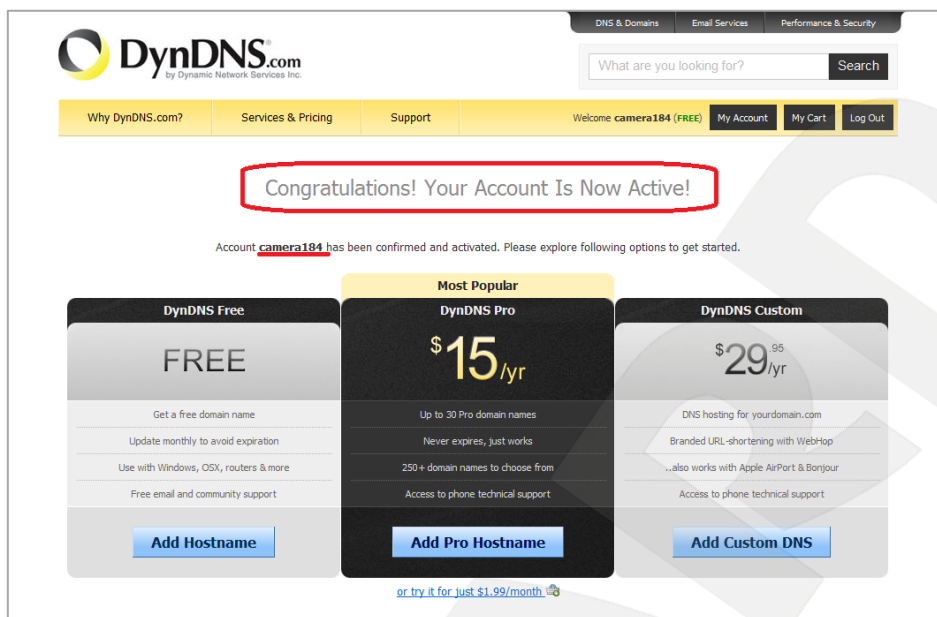 DNS & Domains Email Services Performance & Security
DynDNS.com
by Dynamic Network Services Inc.
What are you looking for? Search
Why DynDNS.com? Services & Pricing Support Welcome camera184 (FREE) My Account My Cart Log Out
Congratulations! Your Account Is Now Active!
Account camera184 has been confirmed and activated. Please explore following options to get started.
Most Popular
DynDNS Free DynDNS Pro DynDNS Custom
FREE $15/yr $29.95/yr
Get a free domain name Up to 30 Pro domain names DNS hosting for yourdomain.com
Update monthly to avoid expiration Never expires, just works Branded URL-shortening with WebHop
Use with Windows, OSX, routers & more 250+ domain names to choose from ..also works with Apple AirPort & Bonjour
Free email and community support Access to phone technical support Access to phone technical support
Add Hostname Add Pro Hostname Add Custom DNS
or try it for just $1.99/month